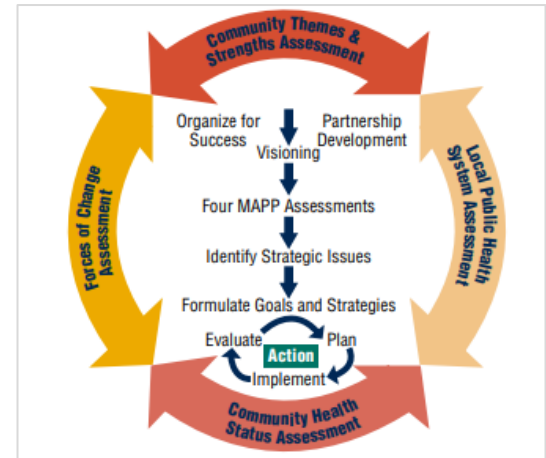 Community Themes &
Strengths Assessment
Organize for
Success
Partnership
Development
Visioning
Four MAPP Assessments
Identify Strategic Issues
Formulate Goals and Strategies
Evaluate
Plan
Action
Implement
Forces of Change
Assessment
Local Public Health
System Assessment
Community Health
Status Assessment